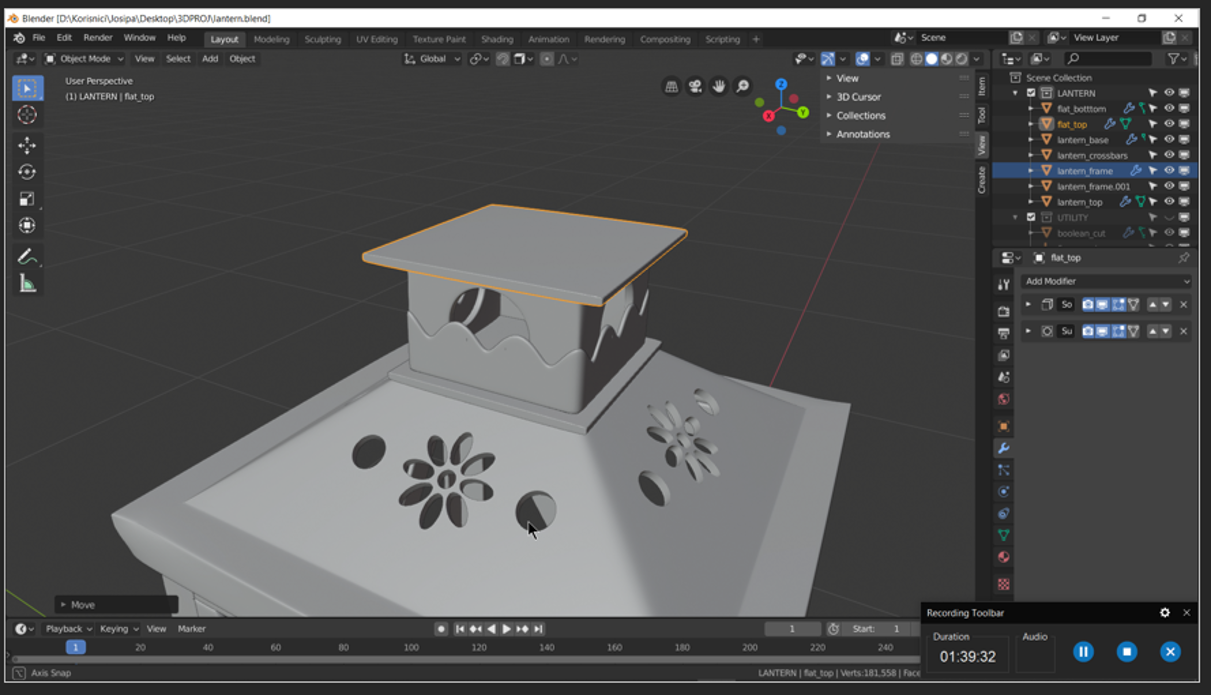 Blender [D:\Korisnici\Josipa\Desktop\3DPROJ\lantern.blend]
File Edit Render Window Help Layout Modeling Sculpting UV Editing Texture Paint Shading Animation Rendering Compositing Scripting + Scene View Layer
Object Mode View Select Add Object Global
User Perspective
(1) LANTERN | flat_top
X Y Z
View
3D Cursor
Collections
Annotations
Item
Tool
View
Create
Scene Collection
LANTERN
flat_botttom
flat_top
lantern_base
lantern_crossbars
lantern_frame
lantern_frame.001
lantern_top
UTILITY
boolean_cut
flat_top
Add Modifier
So
Su
Move
Recording Toolbar
Duration
01:39:32
Audio
Playback Keying View Marker 1 Start: 1
1 20 40 60 80 100 120 140 160 180 200 220 240
Axis Snap LANTERN | flat_top | Verts:181,558 | Face